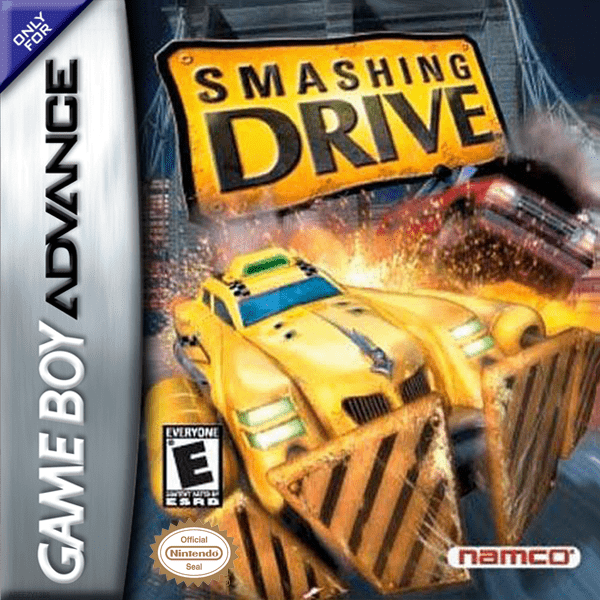 ONLY
FOR
GAME BOY ADVANCE
SMASHING
DRIVE
EVERYONE
E
CONTENT RATED BY
ESRB
Official
Nintendo
Seal
namco